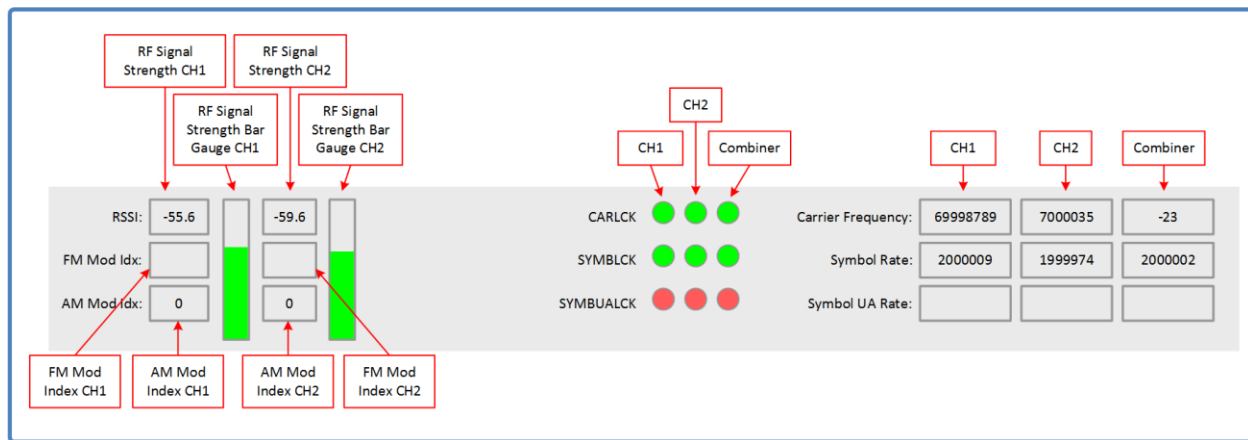 RF Signal
Strength CH1
RF Signal
Strength CH2
RF Signal
Strength Bar
Gauge CH1
RF Signal
Strength Bar
Gauge CH2
CH2
CH1
Combiner
CH1
CH2
Combiner
RSSI: -55.6 -59.6
CARLCK
Carrier Frequency: 69998789 7000035 -23
FM Mod Idx:
SYMBLCK
Symbol Rate: 2000009 1999974 2000002
AM Mod Idx: 0 0
SYMBUALCK
Symbol UA Rate:
FM Mod
Index CH1
AM Mod
Index CH1
AM Mod
Index CH2
FM Mod
Index CH2